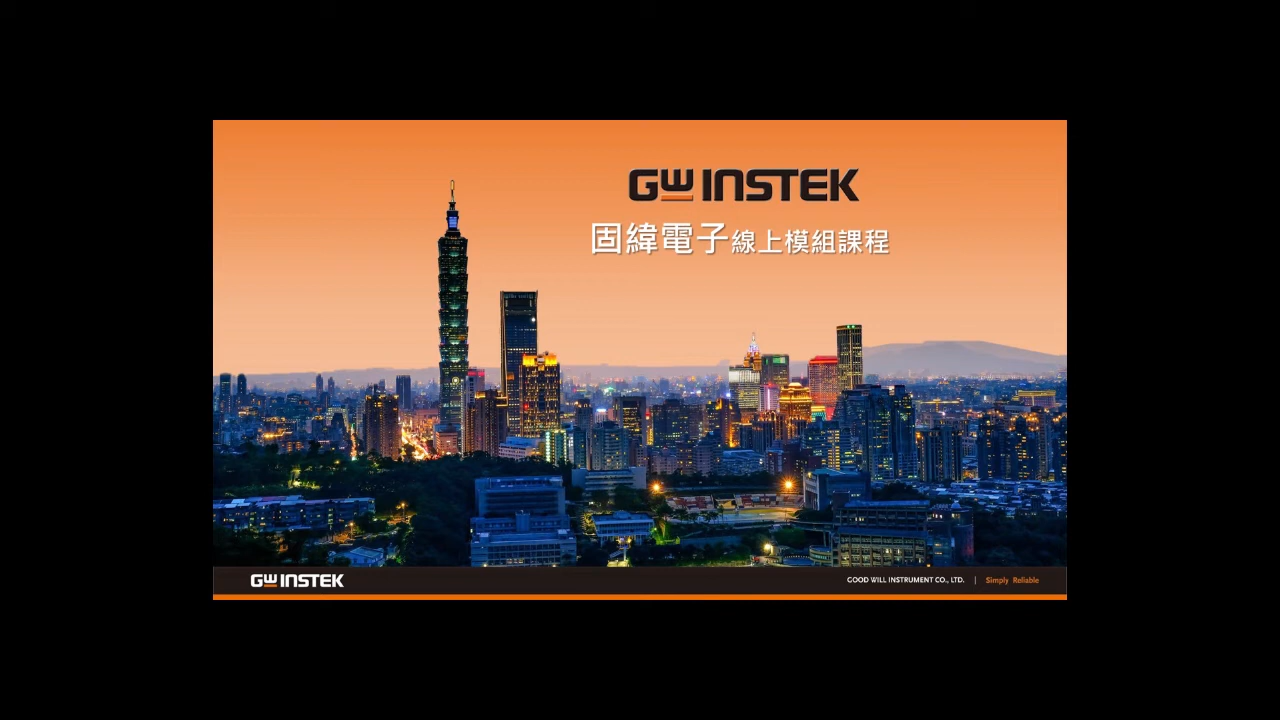 GW INSTEK
固緯電子線上模組課程
GW INSTEK
GOOD WILL INSTRUMENT CO., LTD. | Simply Reliable